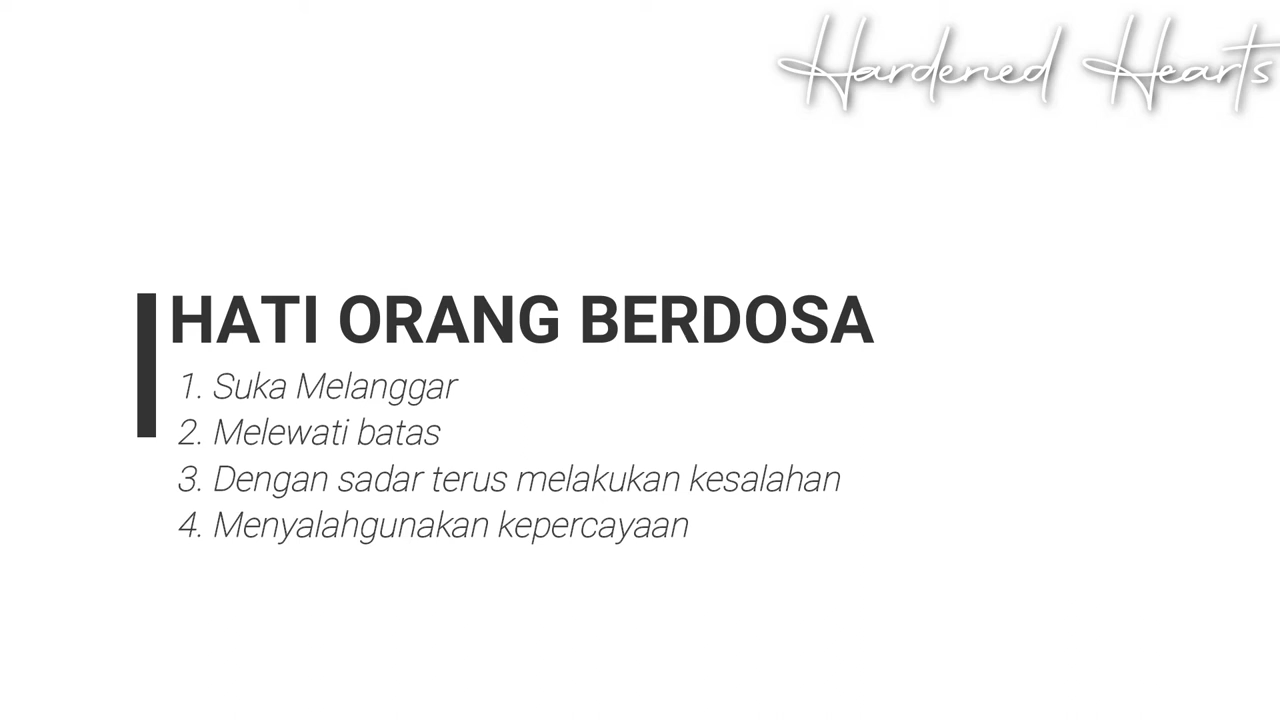 Hardened Hearts
HATI ORANG BERDOSA
1. Suka Melanggar
2. Melewati batas
3. Dengan sadar terus melakukan kesalahan
4. Menyalahgunakan kepercayaan